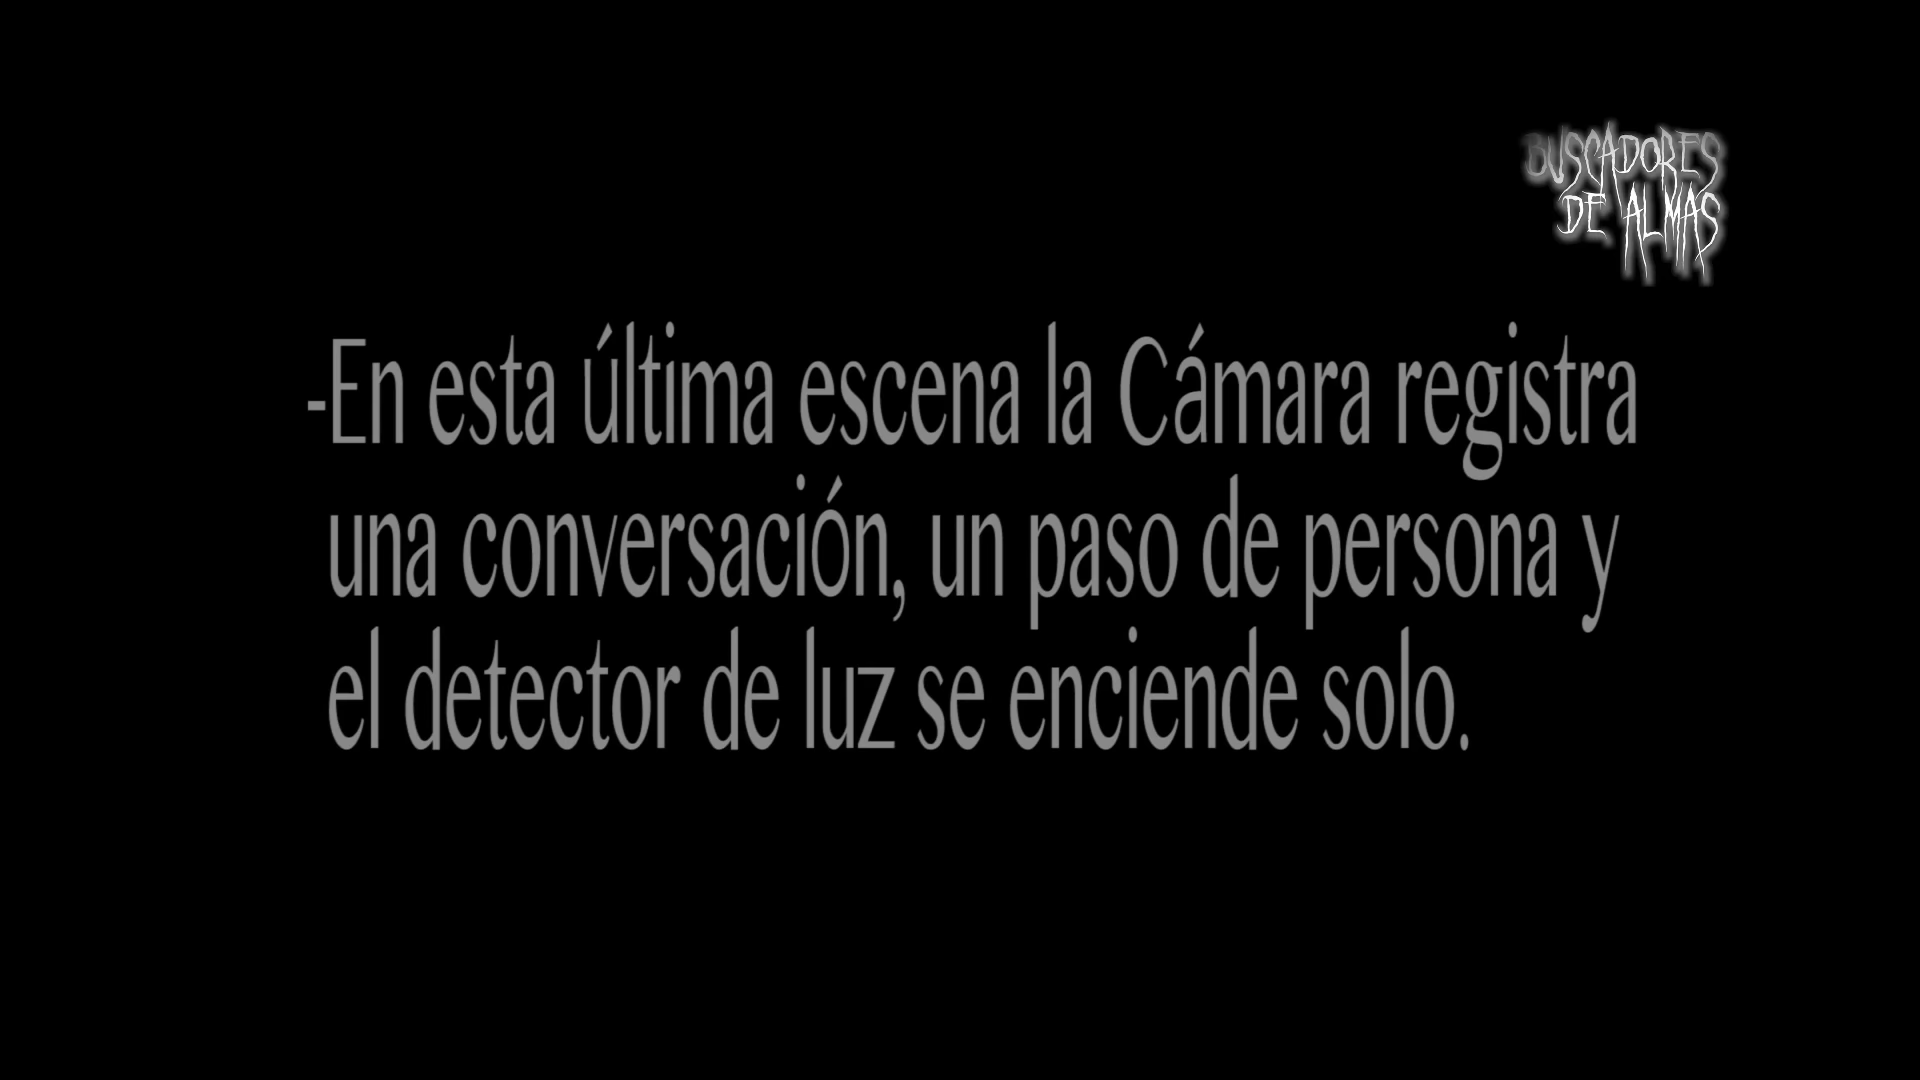 BUSCADORES
DE ALMAS
-En esta última escena la Cámara registra
una conversación, un paso de persona y
el detector de luz se enciende solo.